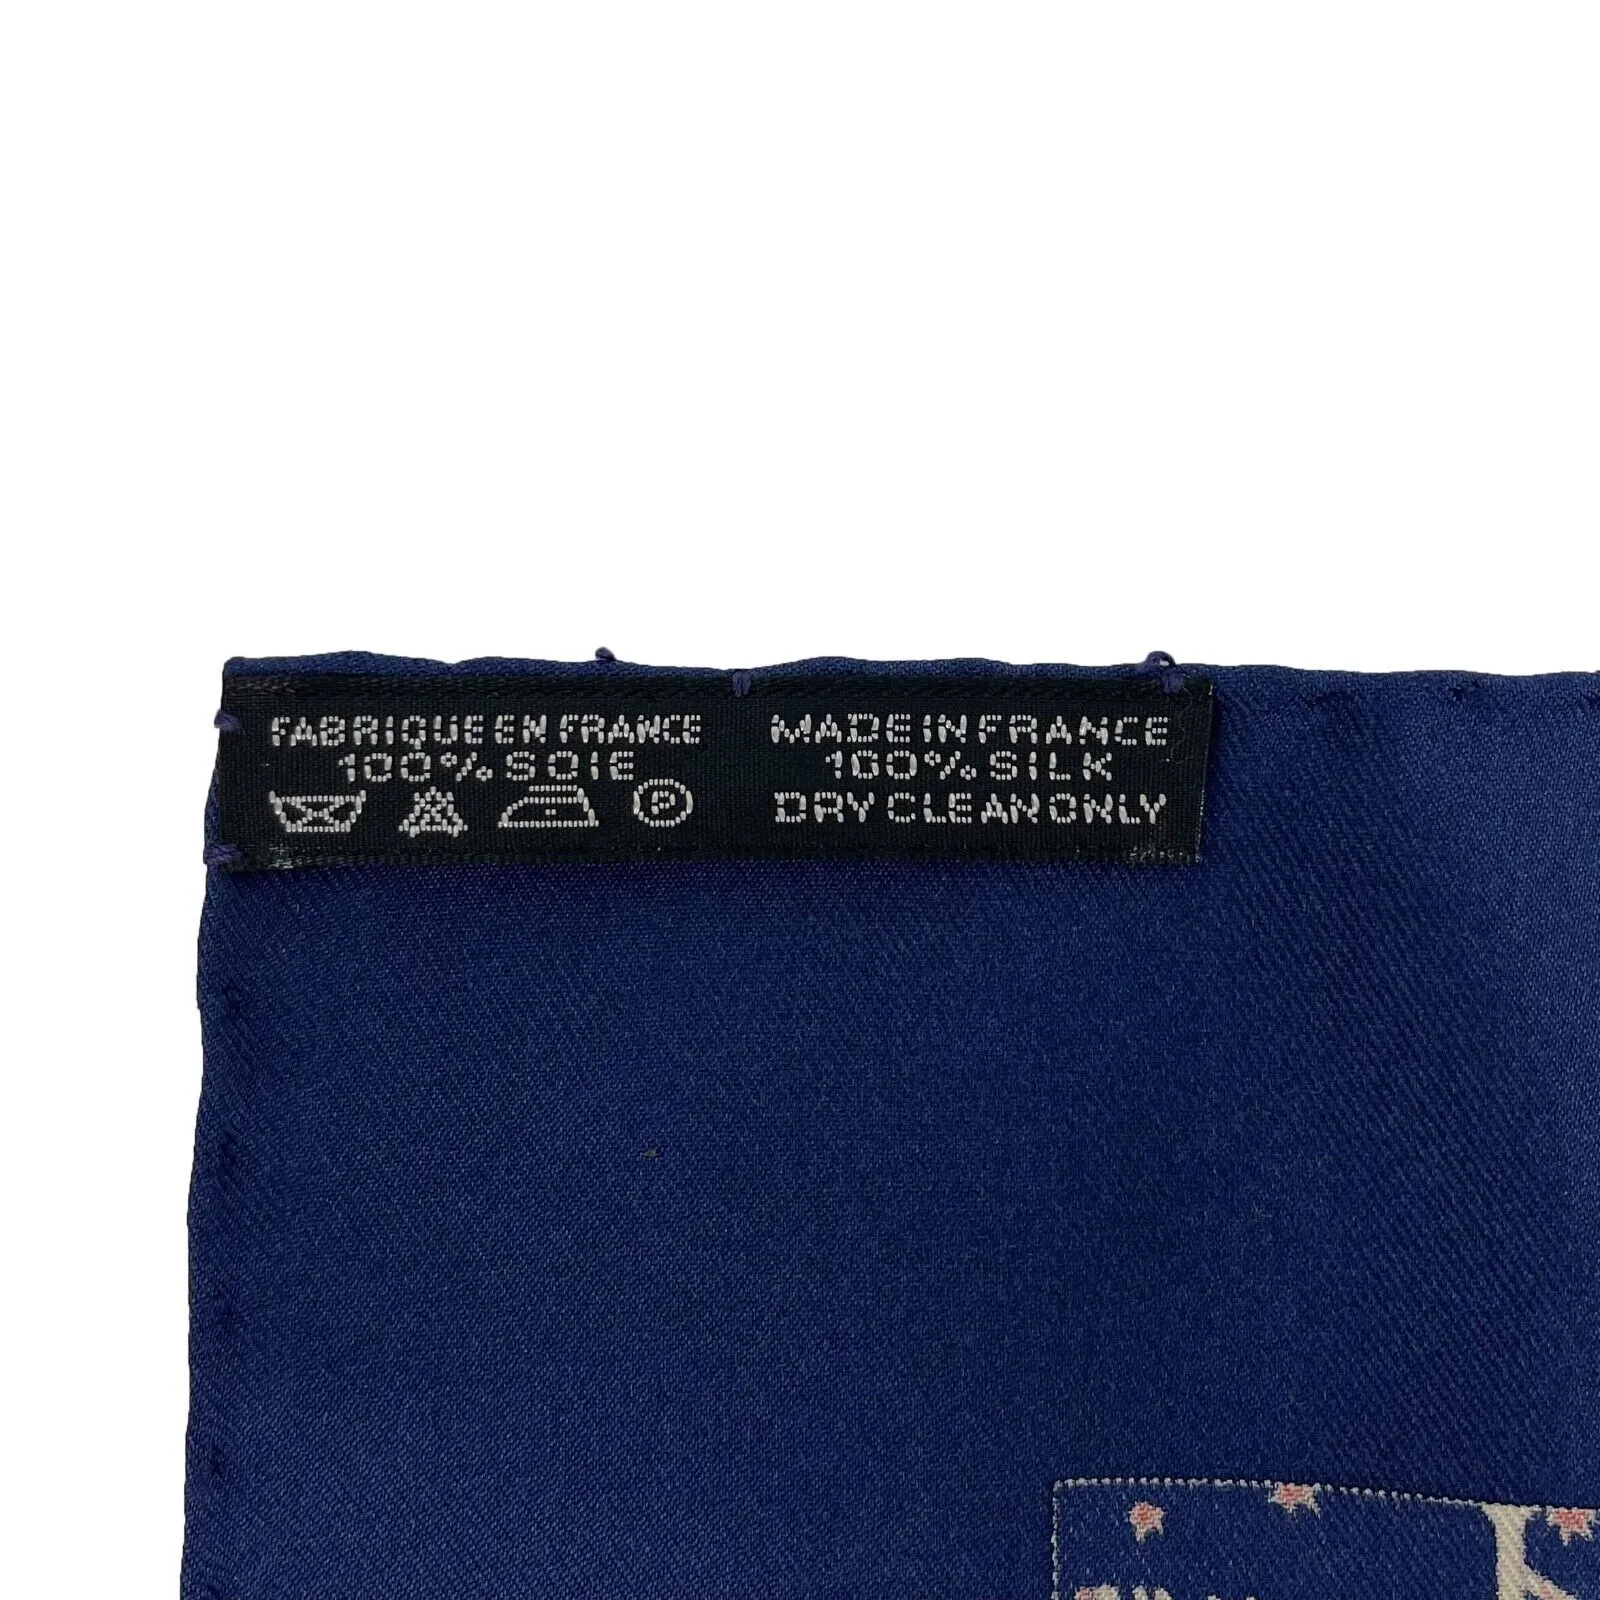 FABRIQUE EN FRANCE
100% SOIE
P
MADE IN FRANCE
100% SILK
DRY CLEAN ONLY